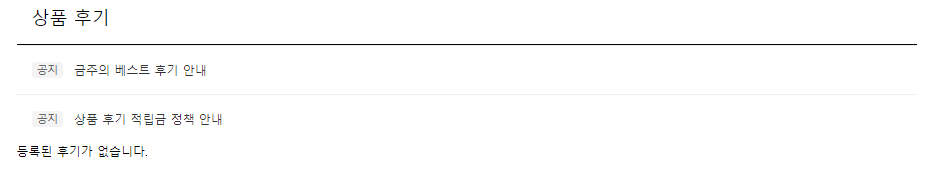 상품 후기
공지 금주의 베스트 후기 안내
공지 상품 후기 적립금 정책 안내
등록된 후기가 없습니다.